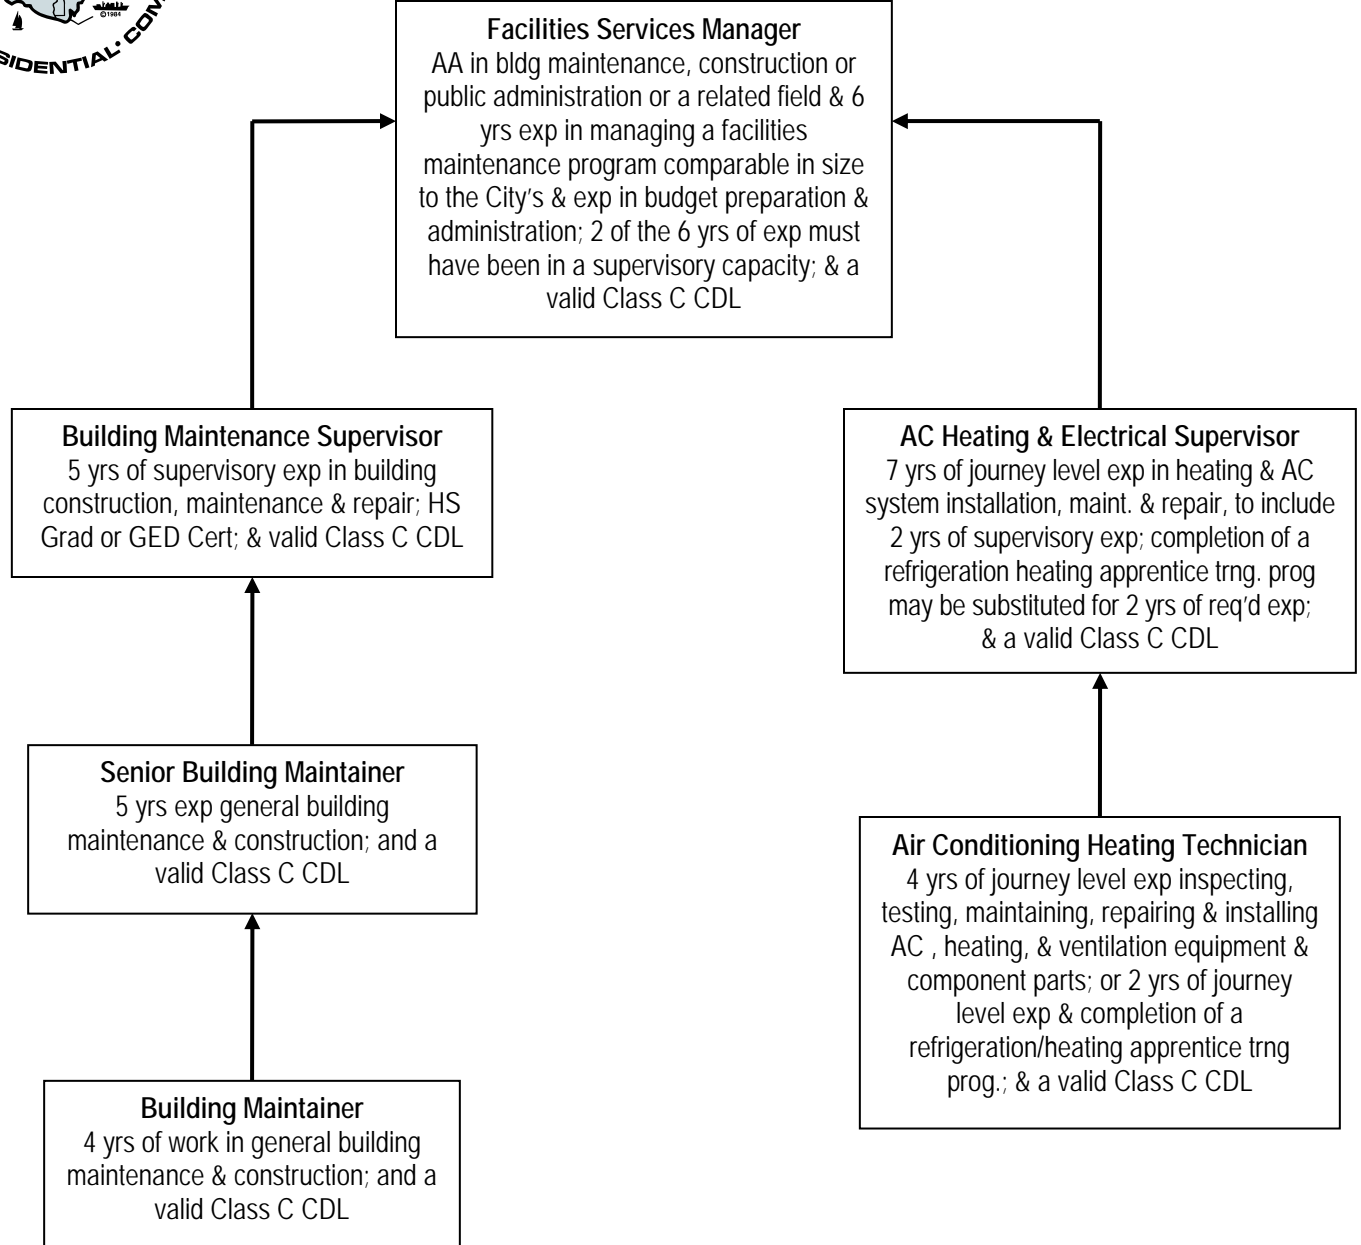 ©1984
Facilities Services Manager
AA in bldg maintenance, construction or
public administration or a related field & 6
yrs exp in managing a facilities
maintenance program comparable in size
to the City's & exp in budget preparation &
administration; 2 of the 6 yrs of exp must
have been in a supervisory capacity; & a
valid Class C CDL
Building Maintenance Supervisor
5 yrs of supervisory exp in building
construction, maintenance & repair; HS
Grad or GED Cert; & valid Class C CDL
AC Heating & Electrical Supervisor
7 yrs of journey level exp in heating & AC
system installation, maint. & repair, to include
2 yrs of supervisory exp; completion of a
refrigeration heating apprentice trng. prog
may be substituted for 2 yrs of req'd exp;
& a valid Class C CDL
Senior Building Maintainer
5 yrs exp general building
maintenance & construction; and a
valid Class C CDL
Air Conditioning Heating Technician
4 yrs of journey level exp inspecting,
testing, maintaining, repairing & installing
AC , heating, & ventilation equipment &
component parts; or 2 yrs of journey
level exp & completion of a
refrigeration/heating apprentice trng
prog.; & a valid Class C CDL
Building Maintainer
4 yrs of work in general building
maintenance & construction; and a
valid Class C CDL